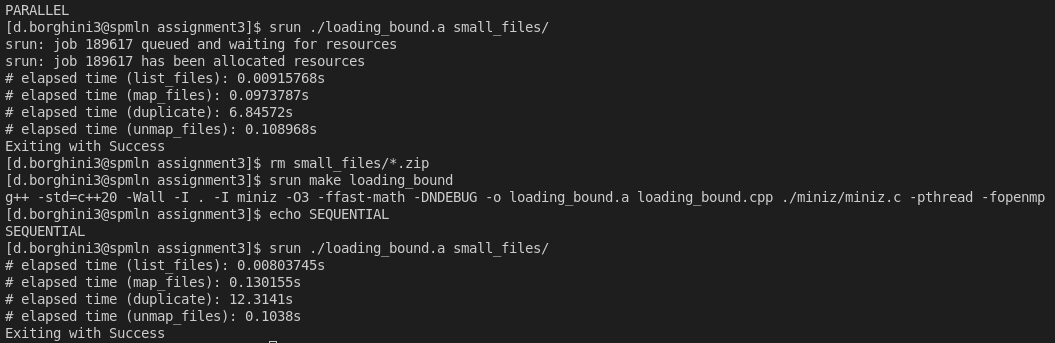 PARALLEL
[d.borghini3@spmln assignment3]$ srun ./loading_bound.a small_files/
srun: job 189617 queued and waiting for resources
srun: job 189617 has been allocated resources
# elapsed time (list_files): 0.00915768s
# elapsed time (map_files): 0.0973787s
# elapsed time (duplicate): 6.84572s
# elapsed time (unmap_files): 0.108968s
Exiting with Success
[d.borghini3@spmln assignment3]$ rm small_files/*.zip
[d.borghini3@spmln assignment3]$ srun make loading_bound
g++ -std=c++20 -Wall -I . -I miniz -O3 -ffast-math -DNDEBUG -o loading_bound.a loading_bound.cpp ./miniz/miniz.c -pthread -fopenmp
[d.borghini3@spmln assignment3]$ echo SEQUENTIAL
SEQUENTIAL
[d.borghini3@spmln assignment3]$ srun ./loading_bound.a small_files/
# elapsed time (list_files): 0.00803745s
# elapsed time (map_files): 0.130155s
# elapsed time (duplicate): 12.3141s
# elapsed time (unmap_files): 0.1038s
Exiting with Success